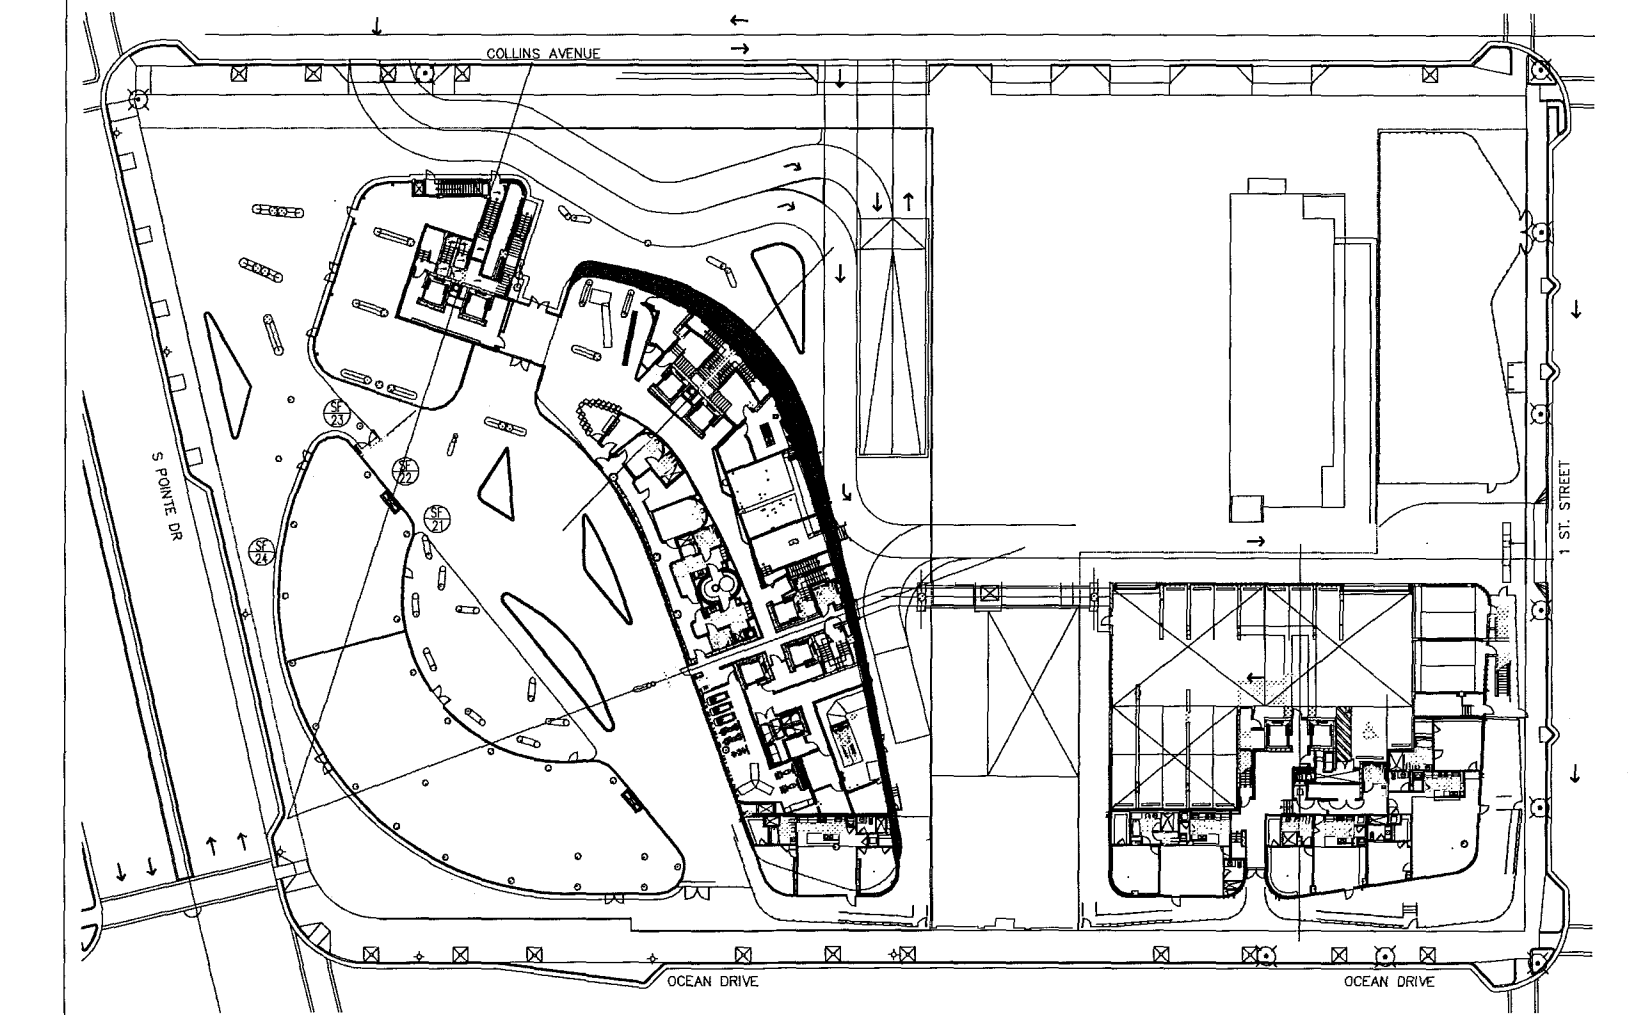 COLLINS AVENUE
SF
23
SF
22
SF
21
SF
24
S POINTE DR
1 ST. STREET
OCEAN DRIVE
OCEAN DRIVE